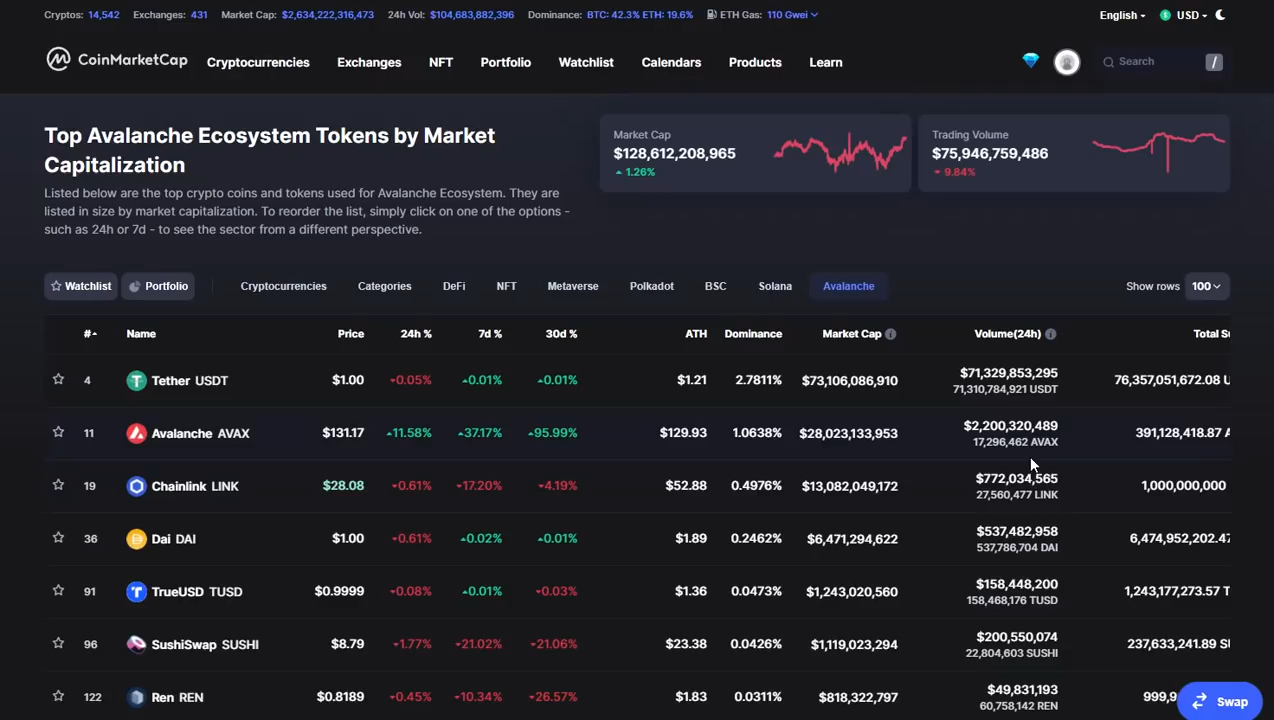 Cryptos: 14,542 Exchanges: 431 Market Cap: $2,634,222,316,473 24h Vol: $104,683,882,396 Dominance: BTC: 42.3% ETH: 19.6% ETH Gas: 110 Gwei English USD
CoinMarketCap Cryptocurrencies Exchanges NFT Portfolio Watchlist Calendars Products Learn Search /
Top Avalanche Ecosystem Tokens by Market
Capitalization
Listed below are the top crypto coins and tokens used for Avalanche Ecosystem. They are
listed in size by market capitalization. To reorder the list, simply click on one of the options -
such as 24h or 7d - to see the sector from a different perspective.
Market Cap
$128,612,208,965
1.26%
Trading Volume
$75,946,759,486
9.84%
Watchlist Portfolio Cryptocurrencies Categories DeFi NFT Metaverse Polkadot BSC Solana Avalanche Show rows 100
# Name Price 24h % 7d % 30d % ATH Dominance Market Cap Volume(24h) Total Su
4 Tether USDT $1.00 0.05% 0.01% 0.01% $1.21 2.7811% $73,106,086,910 $71,329,853,295 76,357,051,672.08 U
71,310,784,921 USDT
11 Avalanche AVAX $131.17 11.58% 37.17% 95.99% $129.93 1.0638% $28,023,133,953 $2,200,320,489 391,128,418.87 A
17,296,462 AVAX
19 Chainlink LINK $28.08 0.61% 17.20% 4.19% $52.88 0.4976% $13,082,049,172 $772,034,565 1,000,000,000
27,560,477 LINK
36 Dai DAI $1.00 0.61% 0.02% 0.01% $1.89 0.2462% $6,471,294,622 $537,482,958 6,474,952,202.47
537,786,704 DAI
91 TrueUSD TUSD $0.9999 0.08% 0.01% 0.03% $1.36 0.0473% $1,243,020,560 $158,448,200 1,243,177,273.57 T
158,468,176 TUSD
96 SushiSwap SUSHI $8.79 1.77% 21.02% 21.06% $23.38 0.0426% $1,119,023,294 $200,550,074 237,633,241.89 S
22,804,603 SUSHI
122 Ren REN $0.8189 0.45% 10.34% 26.57% $1.83 0.0311% $818,322,797 $49,831,193 999,9
60,758,142 REN
Swap